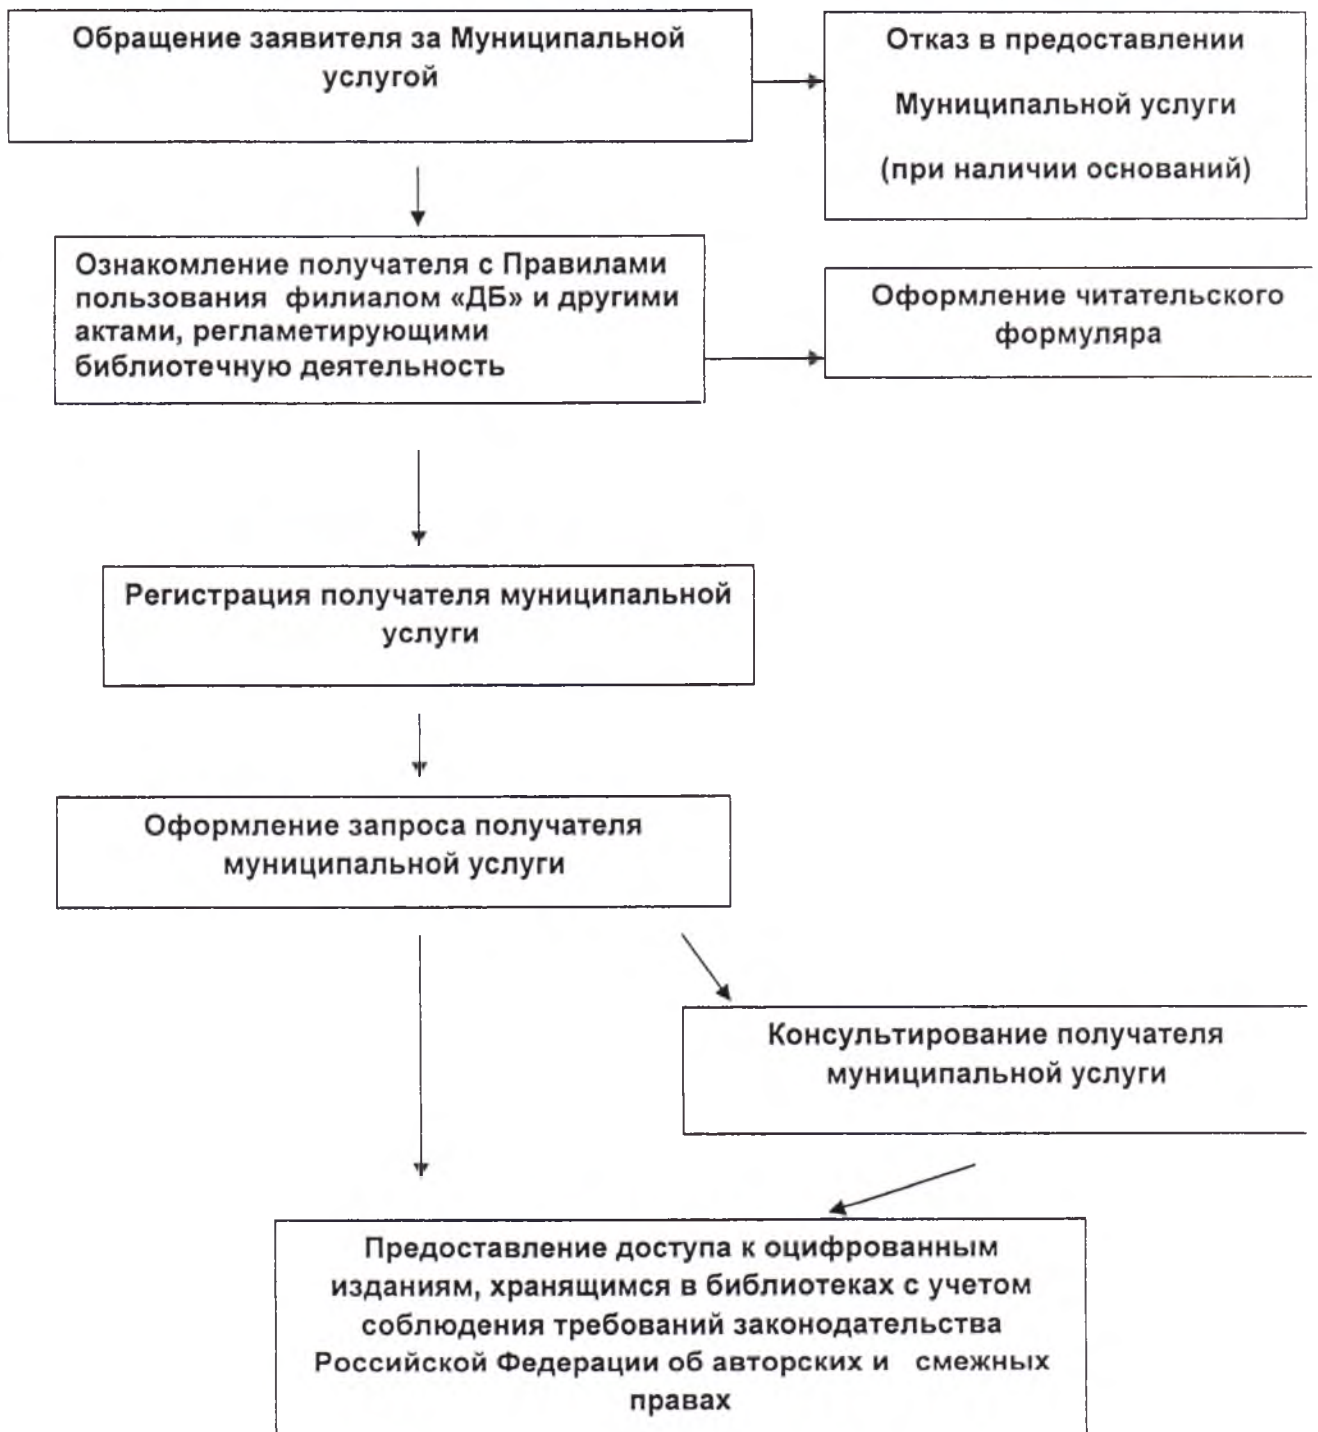 Обращение заявителя за Муниципальной
услугой
Отказ в предоставлении
Муниципальной услуги
(при наличии оснований)
Ознакомление получателя с Правилами
пользования филиалом «ДБ» и другими
актами, регламетирующими
библиотечную деятельность
Оформление читательского
формуляра
Регистрация получателя муниципальной
услуги
Оформление запроса получателя
муниципальной услуги
Консультирование получателя
муниципальной услуги
Предоставление доступа к оцифрованным
изданиям, хранящимся в библиотеках с учетом
соблюдения требований законодательства
Российской Федерации об авторских и смежных
правах